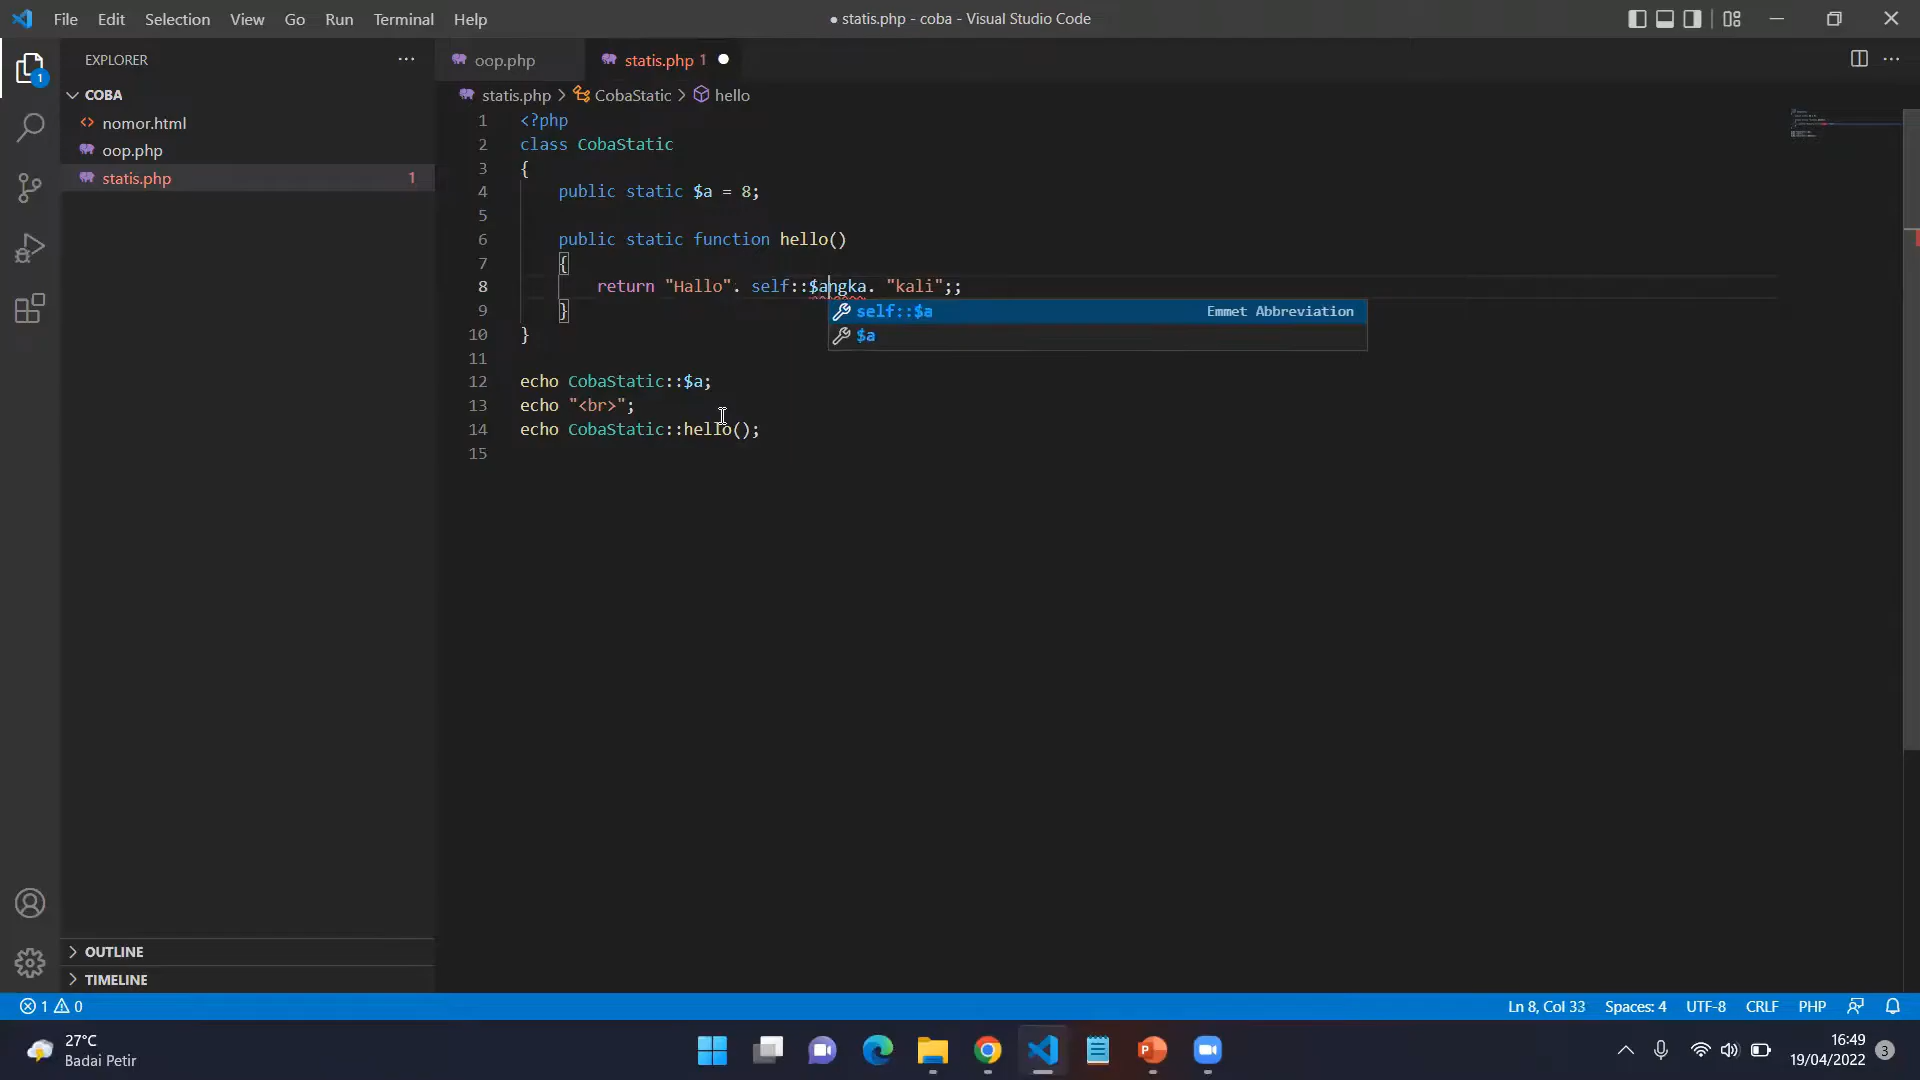 File Edit Selection View Go Run Terminal Help
● statis.php - coba - Visual Studio Code
EXPLORER
COBA
nomor.html
oop.php
statis.php 1
OUTLINE
TIMELINE
oop.php
statis.php 1
statis.php > CobaStatic > hello
1 <?php
2 class CobaStatic
3 {
4 public static $a = 8;
5
6 public static function hello()
7 {
8 return "Hallo". self::$angka. "kali";;
9 }
10 }
11
12 echo CobaStatic::$a;
13 echo "<br>";
14 echo CobaStatic::hello();
15
self::$a Emmet Abbreviation
$a
1 0
Ln 8, Col 33 Spaces: 4 UTF-8 CRLF PHP
1
27°C
Badai Petir
16:49
19/04/2022
3